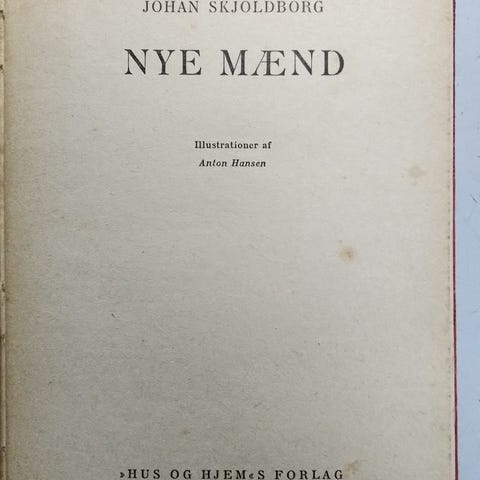 JOHAN SKJOLDBORG
NYE MÆND
Illustrationer af
Anton Hansen
»HUS OG HJEM«S FORLAG